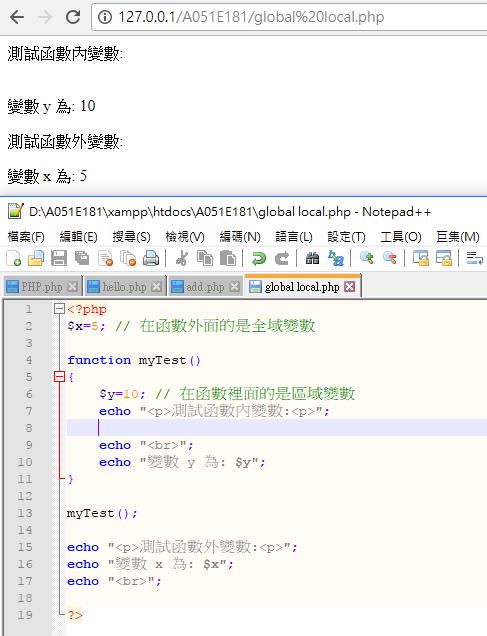 127.0.0.1/A051E181/global%20local.php
測試函數內變數:
變數 y 為: 10
測試函數外變數:
變數 x 為: 5
D:\A051E181\xampp\htdocs\A051E181\global local.php - Notepad++
檔案(F) 編輯(E) 搜尋(S) 檢視(V) 編碼(N) 語言(L) 設定(T) 工具(O) 巨集(M)
PHP.php hello.php add.php global local.php
1 <?php
2 $x=5; // 在函數外面的是全域變數
3
4 function myTest()
5 {
6 $y=10; // 在函數裡面的是區域變數
7 echo "<p>測試函數內變數:<p>";
8
9 echo "<br>";
10 echo "變數 y 為: $y";
11 }
12
13 myTest();
14
15 echo "<p>測試函數外變數:<p>";
16 echo "變數 x 為: $x";
17 echo "<br>";
18
19 ?>